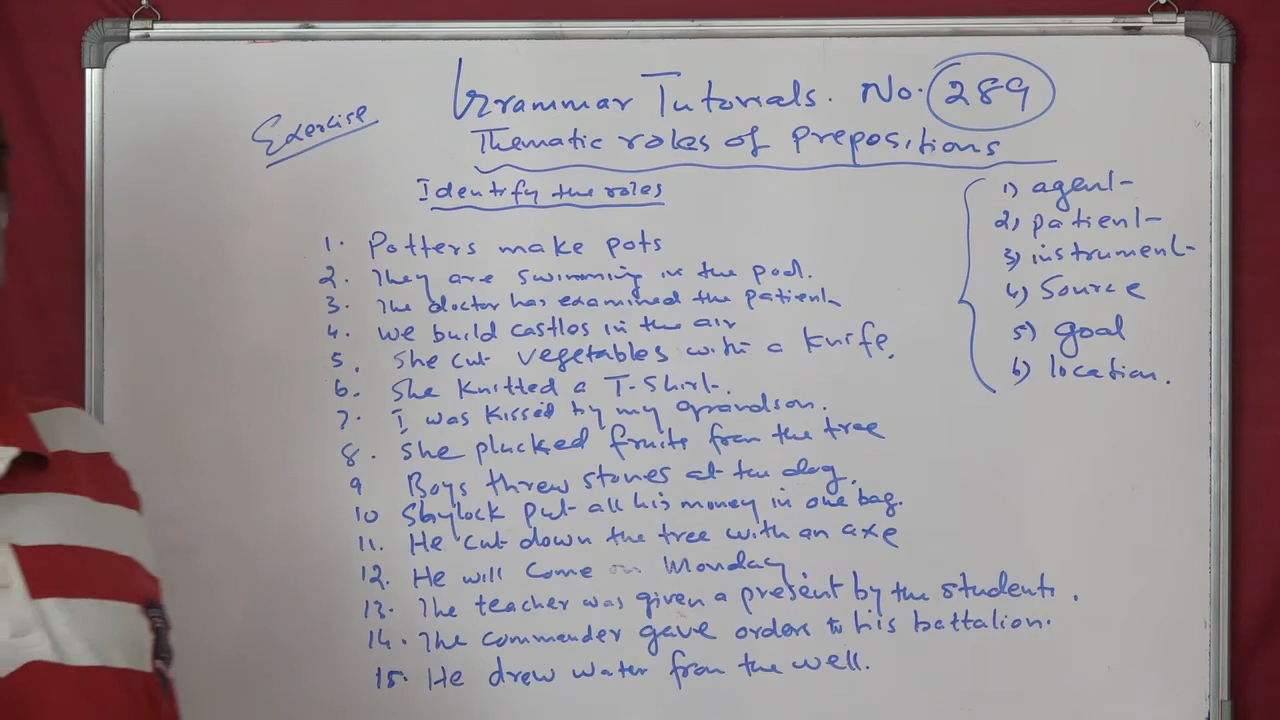 Grammar Tutorials. No. 289
Exercise
Thematic roles of prepositions
Identify the roles
1. Potters make pots
2. They are swimming in the pool.
3. The doctor has examined the patient
4. We build castles in the air
5. She cut vegetables with a knife.
6. She knitted a T-Shirt.
7. I was kissed by my grandson.
8. She plucked fruits from the tree
9 Boys threw stones at the dog.
10 Shylock put all his money in one bag.
11. He cut down the tree with an axe
12. He will come on Monday.
13. The teacher was given a present by the students.
14. The commander gave orders to his battalion.
15. He drew water from the well.
1) agent-
2) patient-
3) instrument-
4) Source
5) goal
6) location.